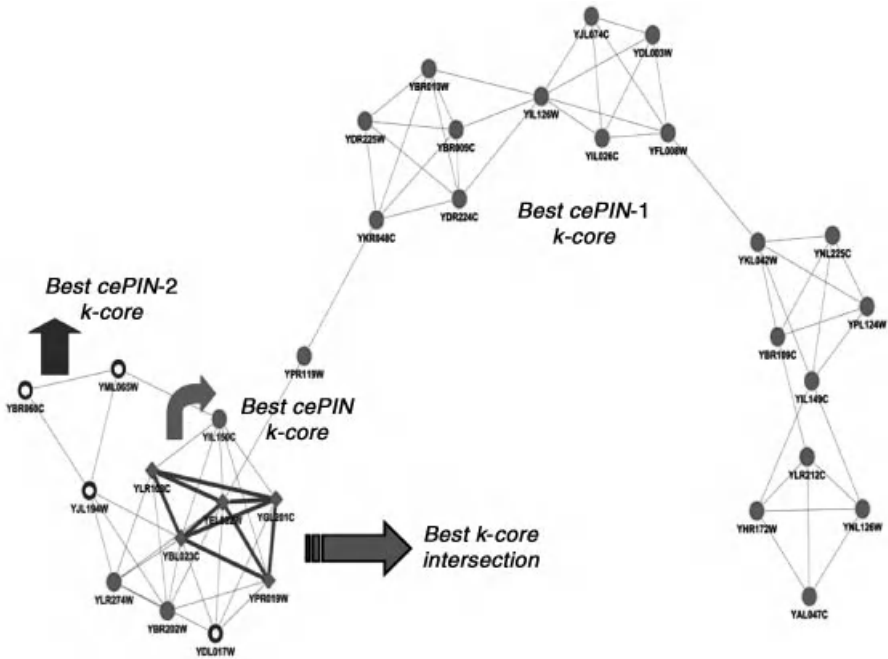 YJL074C
YDL003W
YBR010W
YIL126W
YDR225W
YBR009C
YIL026C
YFL008W
YDR224C
Best cePIN-1
k-core
YKR048C
YKL042W
YNL225C
Best cePIN-2
k-core
YPL124W
YBR109C
YPR119W
YML065W
YBR060C
Best cePIN
k-core
YIL149C
YIL150C
YLR212C
YLR103C
YGL201C
YJL194W
YHR172W
YNL126W
YBL023C
Best k-core
intersection
YPR019W
YLR274W
YAL047C
YBR202W
YDL017W